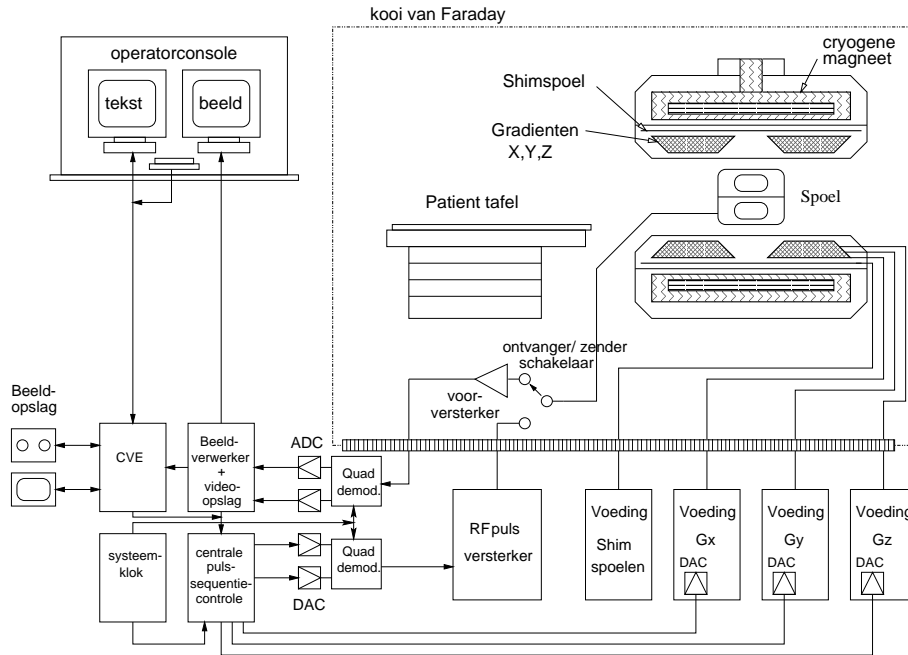 kooi van Faraday
operatorconsole
tekst
beeld
cryogene
magneet
Shimspoel
Gradienten
X,Y,Z
Spoel
Patient tafel
ontvanger/ zender
schakelaar
voor-
versterker
Beeld-
opslag
CVE
Beeld-
verwerker
+
video-
opslag
ADC
Quad
demod.
systeem-
klok
centrale
puls-
sequentie-
controle
DAC
Quad
demod.
RFpuls
versterker
Voeding
Shim
spoelen
Voeding
Gx
DAC
Voeding
Gy
DAC
Voeding
Gz
DAC